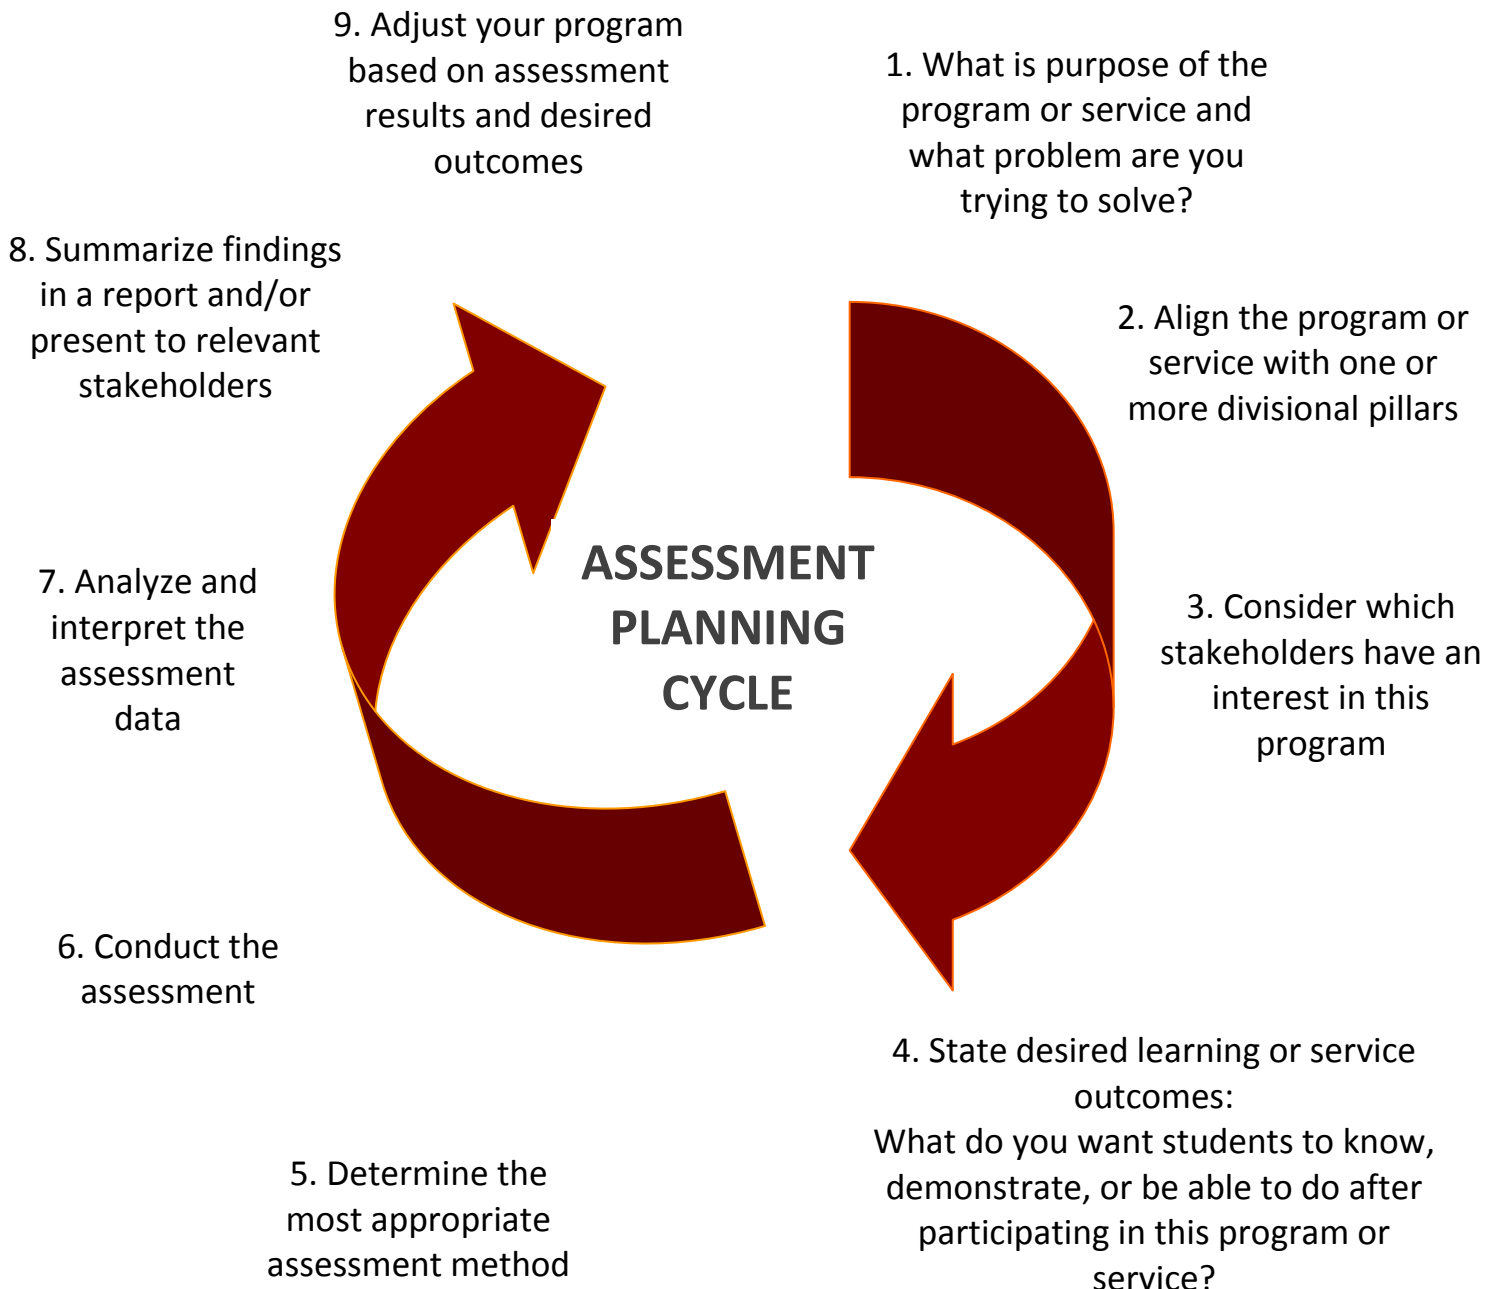 9. Adjust your program
based on assessment
results and desired
outcomes
1. What is purpose of the
program or service and
what problem are you
trying to solve?
8. Summarize findings
in a report and/or
present to relevant
stakeholders
2. Align the program or
service with one or
more divisional pillars
ASSESSMENT
PLANNING
CYCLE
7. Analyze and
interpret the
assessment
data
3. Consider which
stakeholders have an
interest in this
program
6. Conduct the
assessment
4. State desired learning or service
outcomes:
What do you want students to know,
demonstrate, or be able to do after
participating in this program or
service?
5. Determine the
most appropriate
assessment method